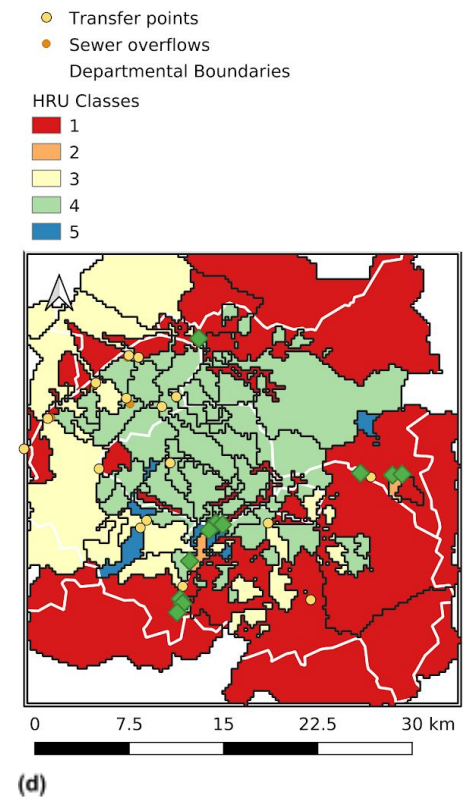 Transfer points
Sewer overflows
Departmental Boundaries
HRU Classes
1
2
3
4
5
0 7.5 15 22.5 30 km
(d)